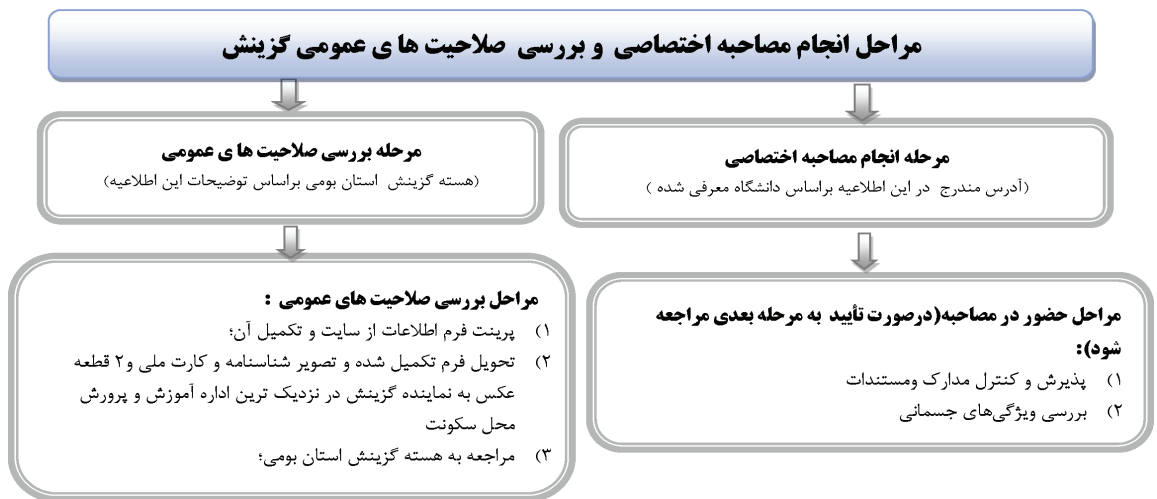 مراحل انجام مصاحبه اختصاصی و بررسی صلاحیت ها ی عمومی گزینش
مرحله انجام مصاحبه اختصاصی
(آدرس مندرج در این اطلاعیه براساس دانشگاه معرفی شده )
مراحل حضور در مصاحبه(درصورت تأیید به مرحله بعدی مراجعه
شود):
۱) پذیرش و کنترل مدارک ومستندات
۲) بررسی ویژگی‌های جسمانی
مرحله بررسی صلاحیت ها ی عمومی
(هسته گزینش استان بومی براساس توضیحات این اطلاعیه)
مراحل بررسی صلاحیت های عمومی :
۱) پرینت فرم اطلاعات از سایت و تکمیل آن؛
۲) تحویل فرم تکمیل شده و تصویر شناسنامه و کارت ملی و۲ قطعه
عکس به نماینده گزینش در نزدیک ترین اداره آموزش و پرورش
محل سکونت
۳) مراجعه به هسته گزینش استان بومی؛